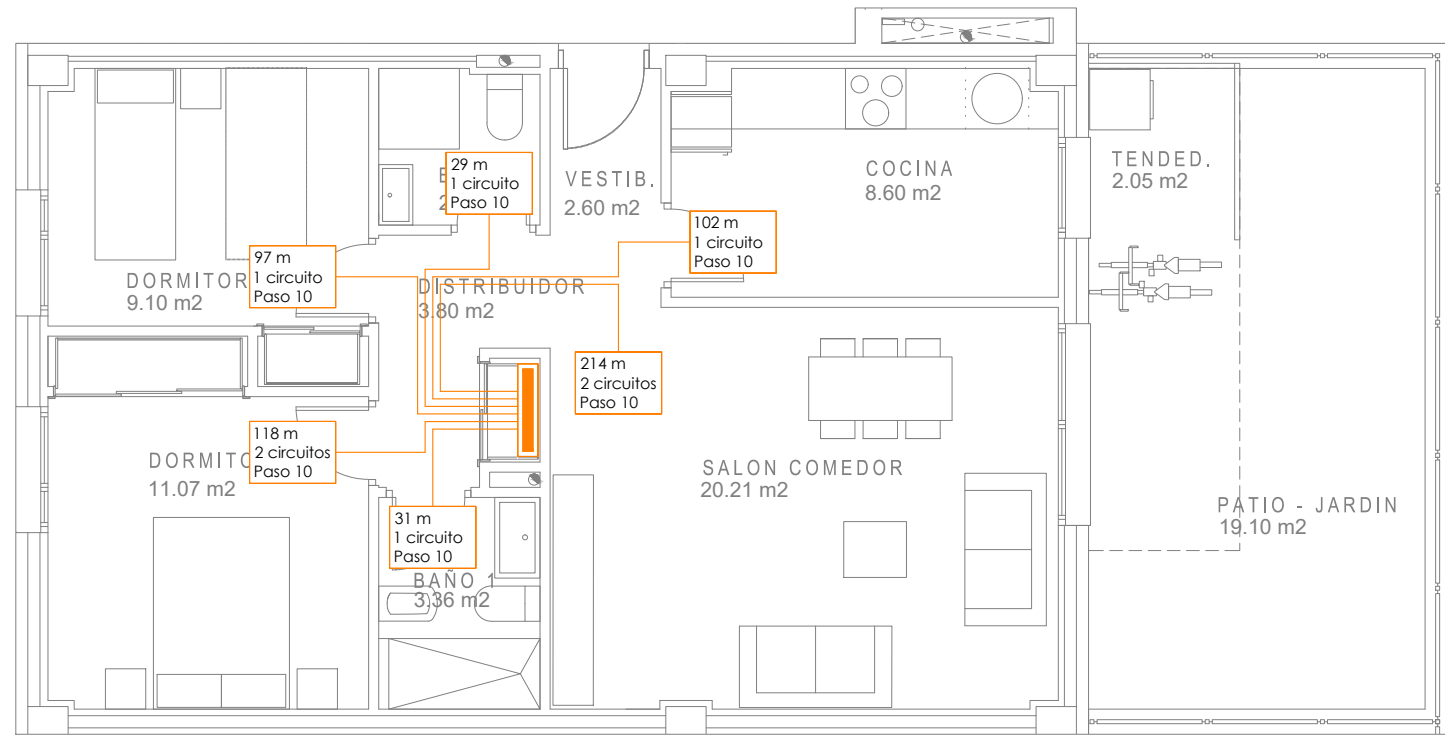 29 m
1 circuito
Paso 10
VESTIB.
2.60 m2
COCINA
8.60 m2
TENDED.
2.05 m2
102 m
1 circuito
Paso 10
97 m
1 circuito
Paso 10
DORMITOR
9.10 m2
DISTRIBUIDOR
3.80 m2
214 m
2 circuitos
Paso 10
118 m
2 circuitos
Paso 10
DORMITO
11.07 m2
SALON COMEDOR
20.21 m2
PATIO - JARDIN
19.10 m2
31 m
1 circuito
Paso 10
BAÑO 1
3.36 m2